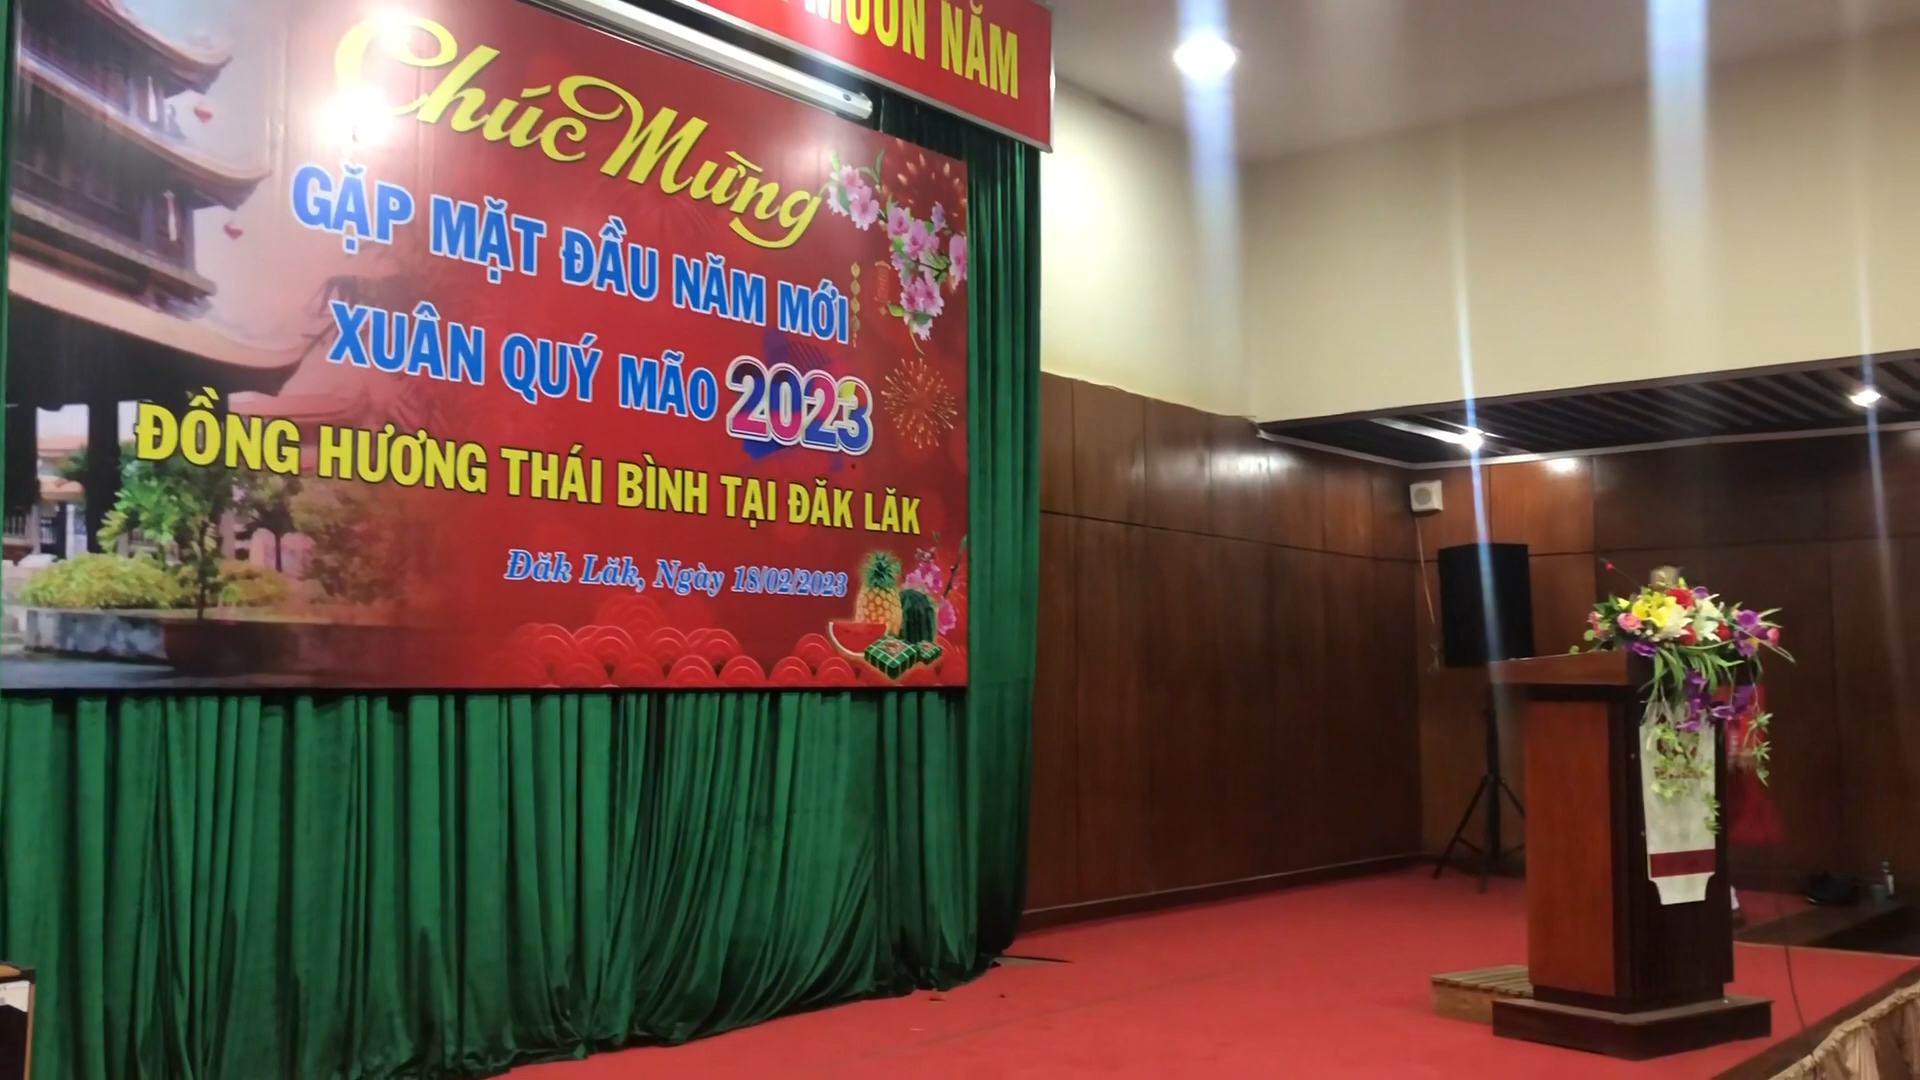 MUÔN NĂM
Chúc Mừng
GẶP MẶT ĐẦU NĂM MỚI
XUÂN QUÝ MÃO 2023
ĐỒNG HƯƠNG THÁI BÌNH TẠI ĐĂK LĂK
Đăk Lăk, Ngày 18/02/2023